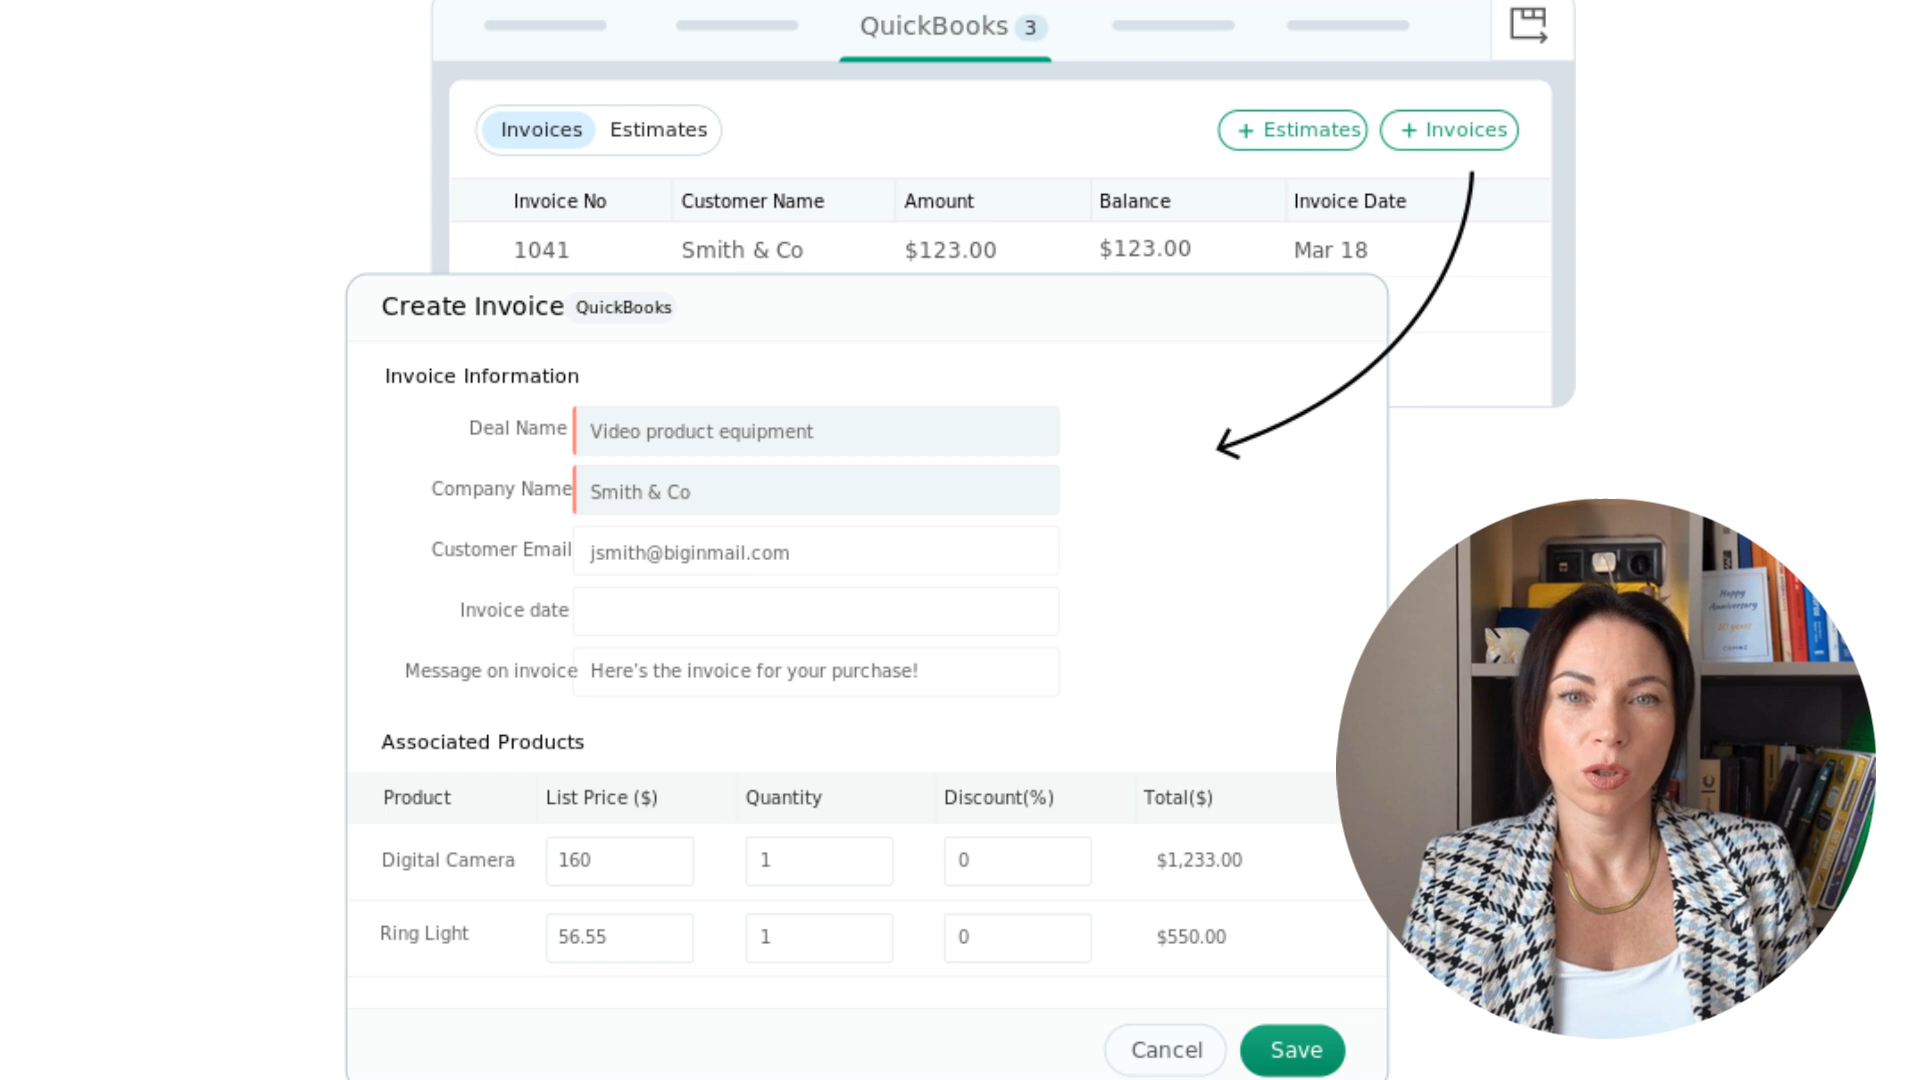 QuickBooks 3
Invoices Estimates + Estimates + Invoices
Invoice No Customer Name Amount Balance Invoice Date
1041 Smith & Co $123.00 $123.00 Mar 18
Create Invoice QuickBooks
Invoice Information
Deal Name Video product equipment
Company Name Smith & Co
Customer Email jsmith@biginmail.com
Invoice date
Message on invoice Here's the invoice for your purchase!
Associated Products
Product List Price ($) Quantity Discount(%) Total($)
Digital Camera 160 1 0 $1,233.00
Ring Light 56.55 1 0 $550.00
Cancel Save
Happy
Anniversary
10 years